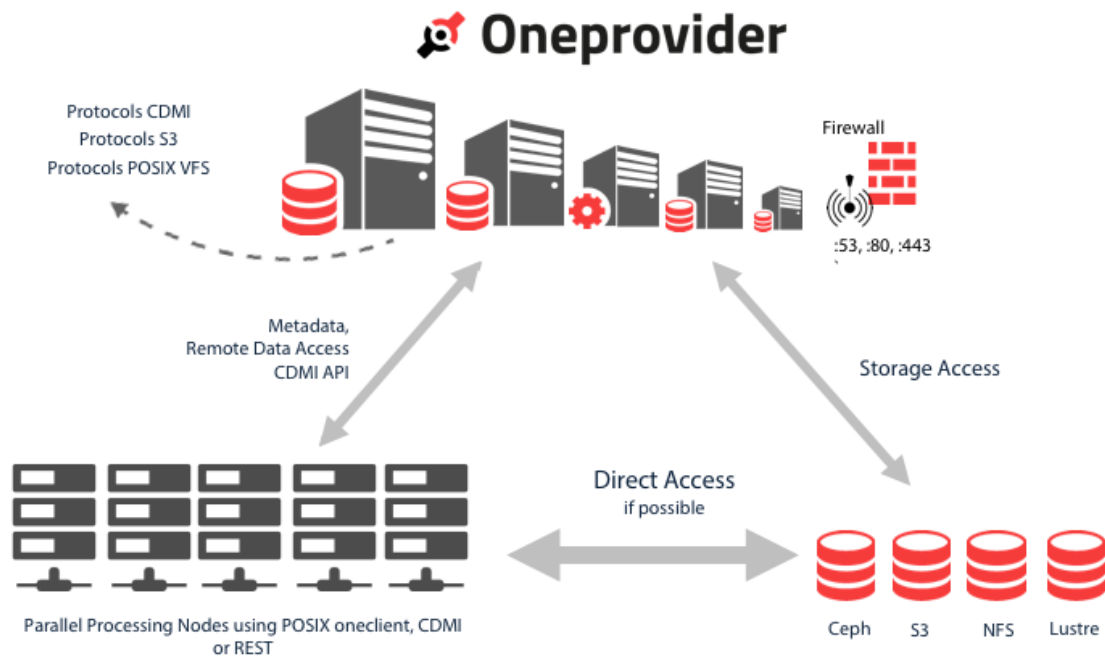 Oneprovider
Protocols CDMI
Protocols S3
Protocols POSIX VFS
Firewall
:53, :80, :443
Metadata,
Remote Data Access
CDMI API
Storage Access
Direct Access
if possible
Parallel Processing Nodes using POSIX oneclient, CDMI
or REST
Ceph S3 NFS Lustre